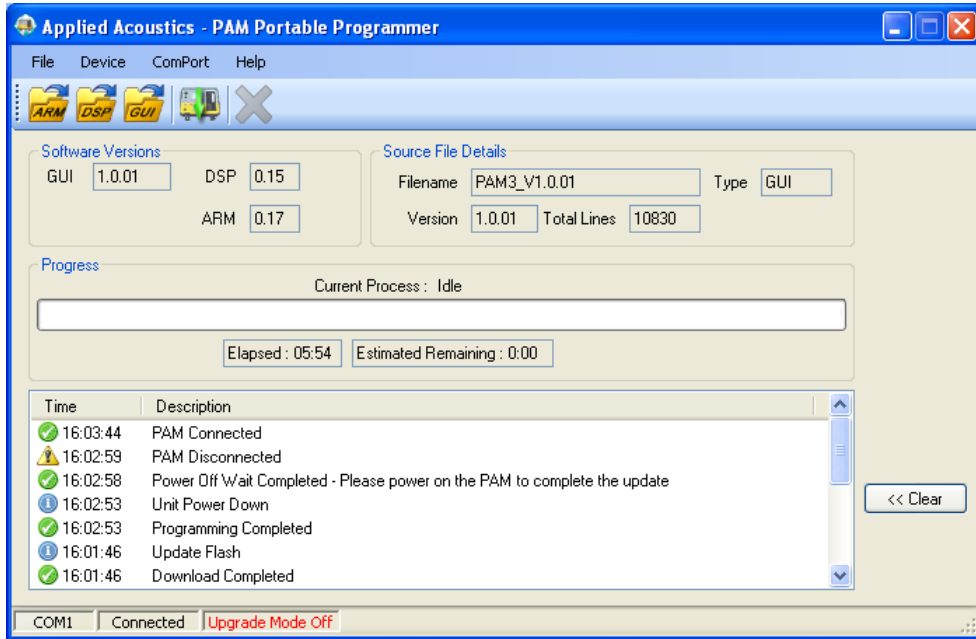 Applied Acoustics - PAM Portable Programmer
File Device ComPort Help
ARM DSP GUI
Software Versions
GUI 1.0.01 DSP 0.15
ARM 0.17
Source File Details
Filename PAM3_V1.0.01 Type GUI
Version 1.0.01 Total Lines 10830
Progress
Current Process : Idle
Elapsed : 05:54 Estimated Remaining : 0:00
Time Description
16:03:44 PAM Connected
16:02:59 PAM Disconnected
16:02:58 Power Off Wait Completed - Please power on the PAM to complete the update
16:02:53 Unit Power Down
16:02:53 Programming Completed
16:01:46 Update Flash
16:01:46 Download Completed
<< Clear
COM1 Connected Upgrade Mode Off